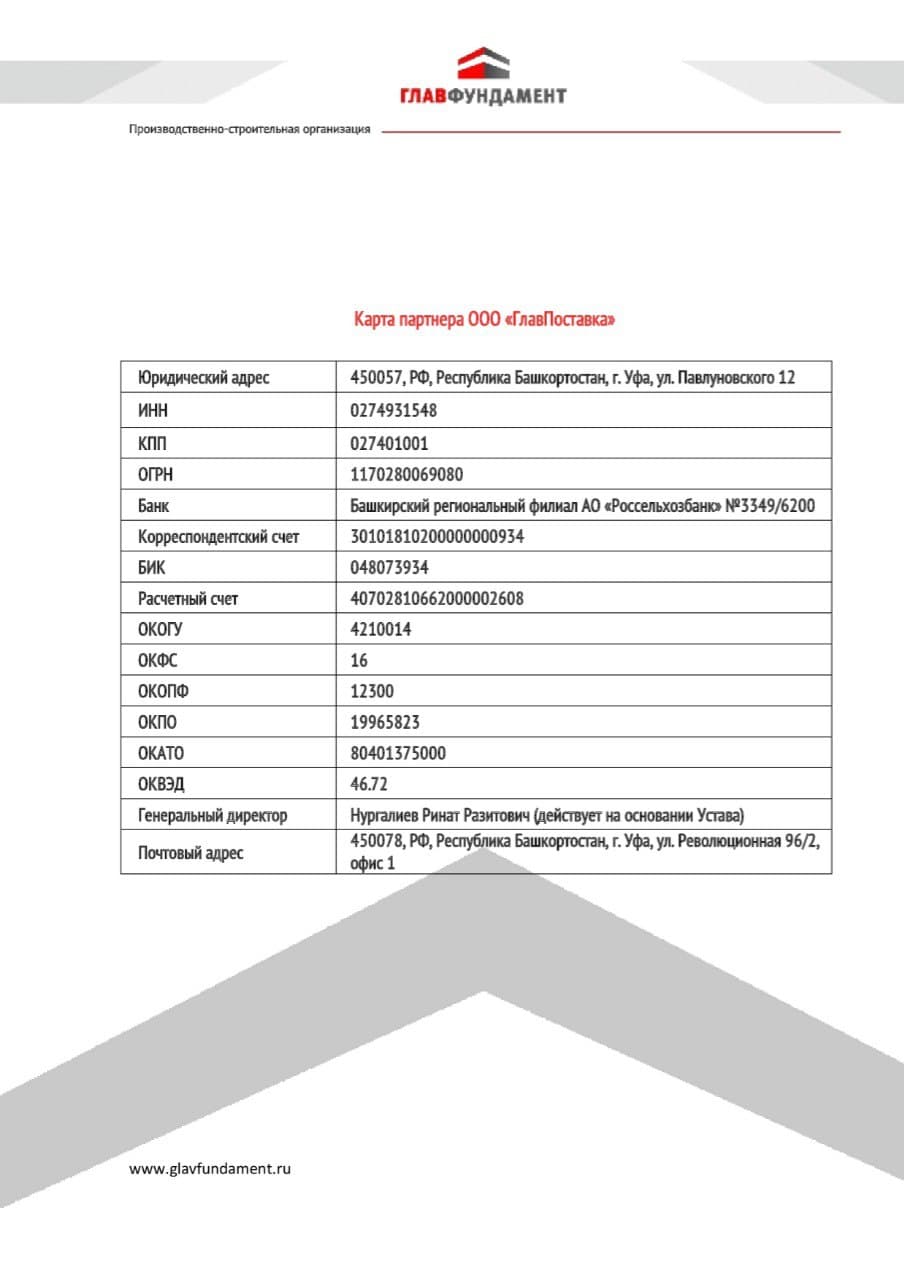 ГЛАВФУНДАМЕНТ
Производственно-строительная организация
Карта партнера ООО «ГлавПоставка»
Юридический адрес 450057, РФ, Республика Башкортостан, г. Уфа, ул. Павлуновского 12
ИНН 0274931548
КПП 027401001
ОГРН 1170280069080
Банк Башкирский региональный филиал АО «Россельхозбанк» №3349/6200
Корреспондентский счет 30101810200000000934
БИК 048073934
Расчетный счет 40702810662000002608
ОКОГУ 4210014
ОКФС 16
ОКОПФ 12300
ОКПО 19965823
ОКАТО 80401375000
ОКВЭД 46.72
Генеральный директор Нургалиев Ринат Разитович (действует на основании Устава)
Почтовый адрес 450078, РФ, Республика Башкортостан, г. Уфа, ул. Революционная 96/2,
офис 1
www.glavfundament.ru